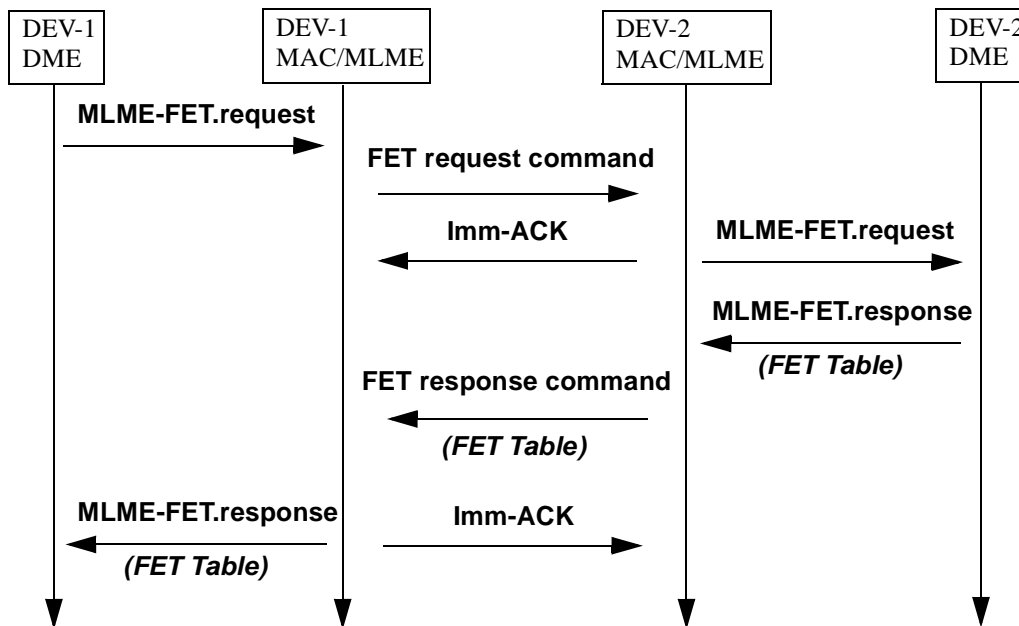 DEV-1
DME
DEV-1
MAC/MLME
DEV-2
MAC/MLME
DEV-2
DME
MLME-FET.request
FET request command
Imm-ACK
MLME-FET.request
MLME-FET.response
(FET Table)
FET response command
(FET Table)
MLME-FET.response
(FET Table)
Imm-ACK